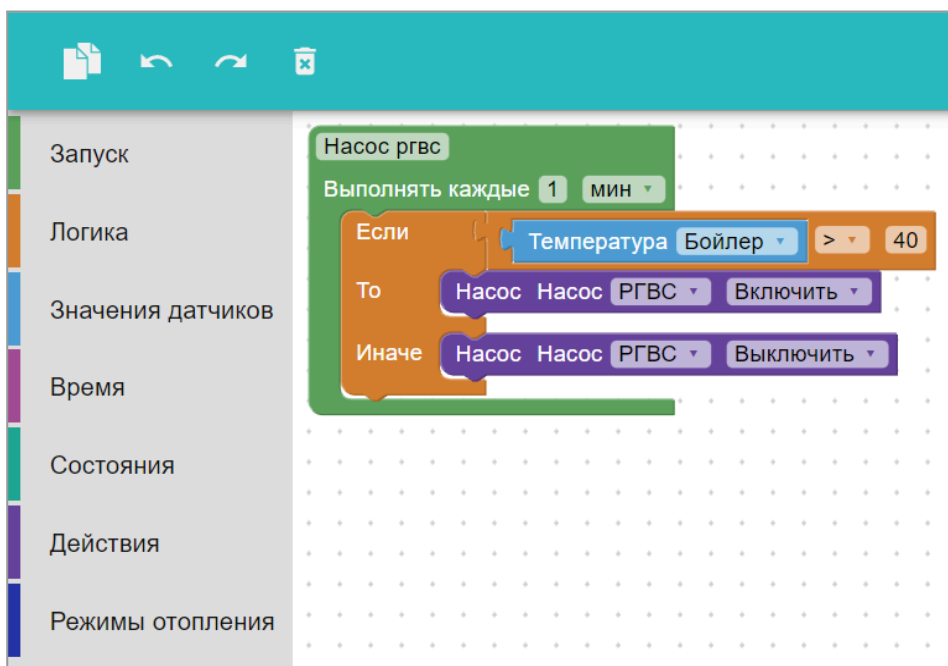 Запуск
Логика
Значения датчиков
Время
Состояния
Действия
Режимы отопления
Насос ргвс
Выполнять каждые 1 мин
Если Температура Бойлер > 40
То Насос Насос РГВС Включить
Иначе Насос Насос РГВС Выключить